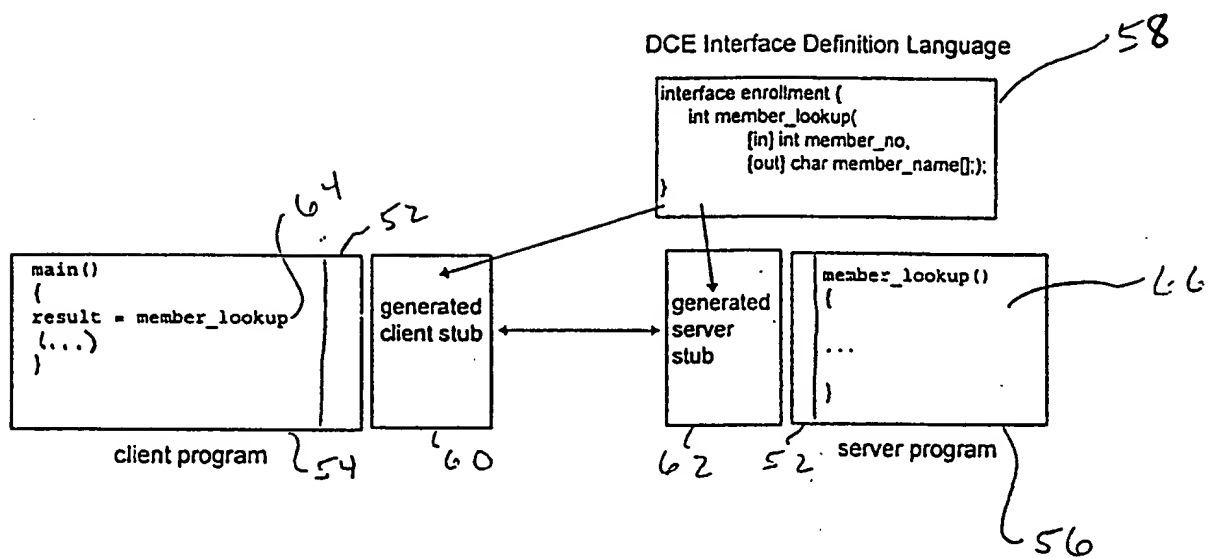 DCE Interface Definition Language
58
interface enrollment {
int member_lookup(
[in] int member_no,
[out] char member_name[];);
}
64
52
main()
{
result = member_lookup
(...)
}
generated
client stub
generated
server
stub
member_lookup()
{
...
}
66
client program
54
60
62
52
server program
56